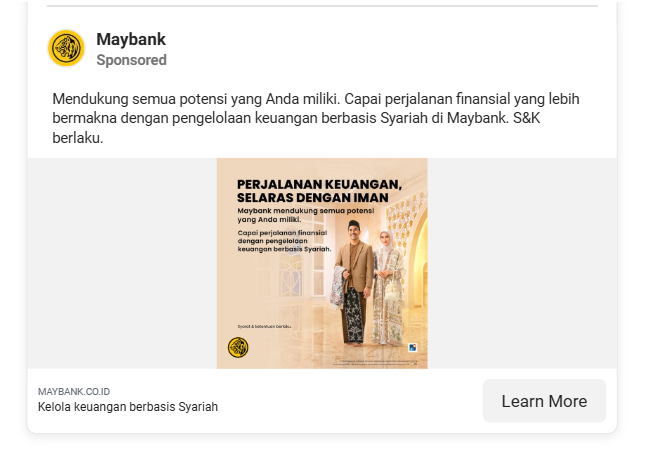 Maybank
Sponsored
Mendukung semua potensi yang Anda miliki. Capai perjalanan finansial yang lebih
bermakna dengan pengelolaan keuangan berbasis Syariah di Maybank. S&K
berlaku.
PERJALANAN KEUANGAN,
SELARAS DENGAN IMAN
Maybank mendukung semua potensi
yang Anda miliki.
Capai perjalanan finansial
dengan pengelolaan
keuangan berbasis Syariah.
Syarat & ketentuan berlaku.
MAYBANK.CO.ID
Kelola keuangan berbasis Syariah
Learn More